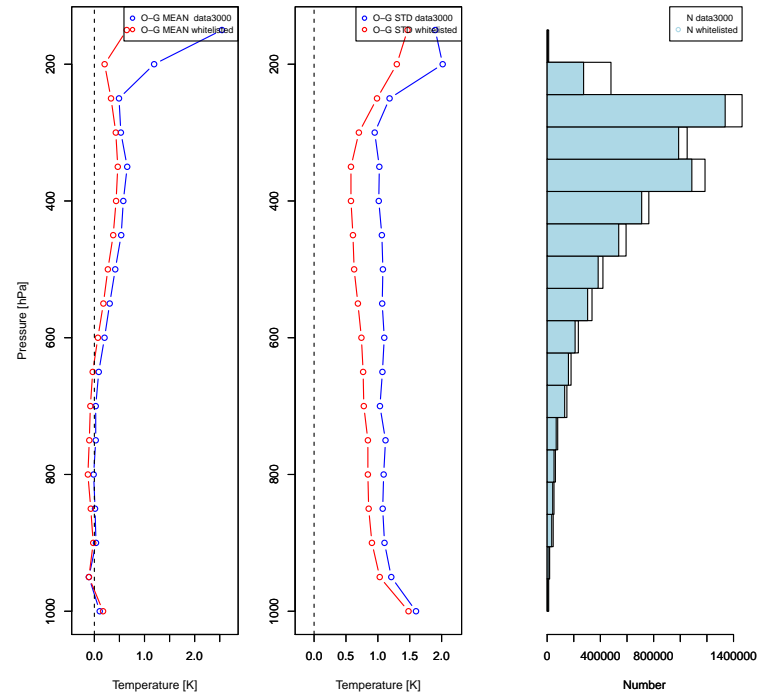 O−G MEAN data3000
O−G MEAN whitelisted
O−G STD data3000
O−G STD whitelisted
N data3000
N whitelisted
Pressure [hPa]
200
400
600
800
1000
0.0
1.0
2.0
Temperature [K]
200
400
600
800
1000
0.0
0.5
1.0
1.5
2.0
Temperature [K]
0
400000
800000
1400000
Number